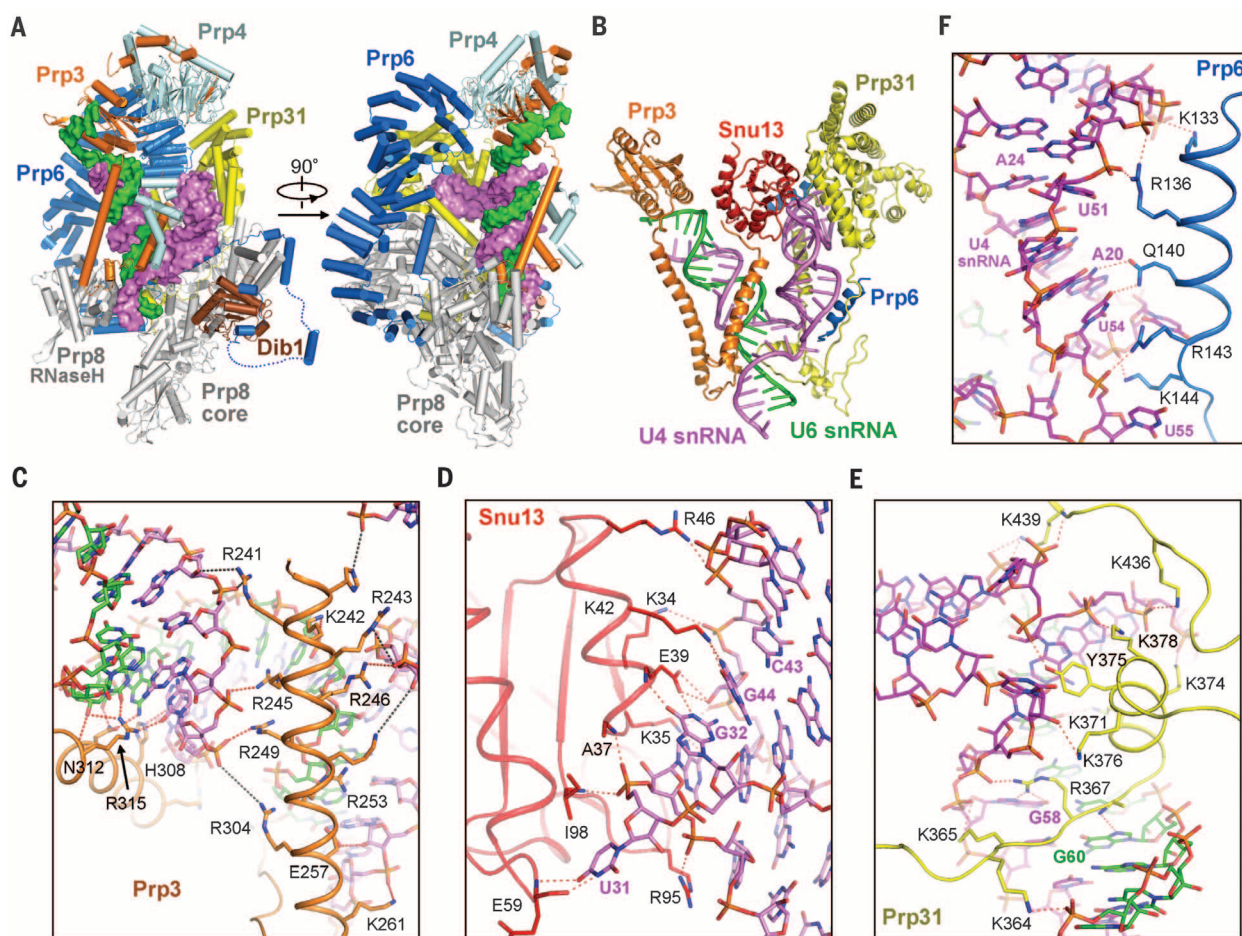 A
Prp4
Prp3
Prp31
Prp6
90°
Prp8
RNaseH
Dib1
Prp8
core
Prp6
Prp4
Prp8
core
B
Prp31
Snu13
Prp3
Prp6
U4 snRNA
U6 snRNA
F
Prp6
K133
A24
R136
U51
U4
snRNA
A20
Q140
U54
R143
K144
U55
C
R241
K242
R243
R245
R246
N312
H308
R249
R315
R253
R304
E257
Prp3
K261
D
Snu13
R46
K42
K34
E39
C43
G44
G32
A37
K35
I98
U31
R95
E59
E
K439
K436
K378
Y375
K374
K371
K376
R367
G58
K365
G60
Prp31
K364